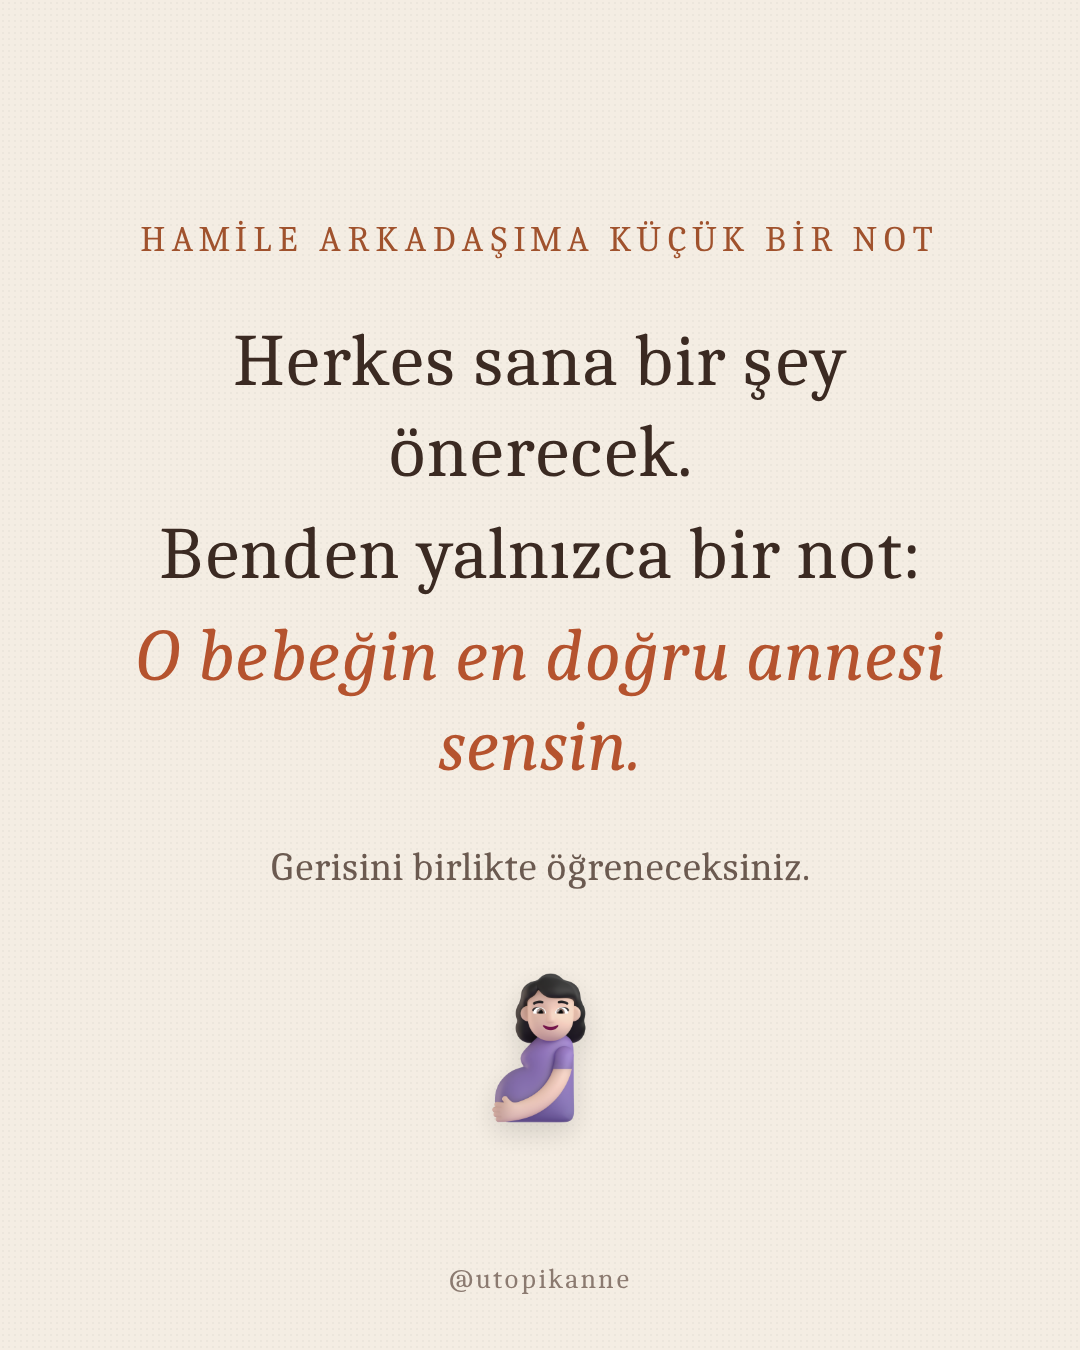 HAMİLE ARKADAŞIMA KÜÇÜK BİR NOT
Herkes sana bir şey
önerecek.
Benden yalnızca bir not:
O bebeğin en doğru annesi
sensin.
Gerisini birlikte öğreneceksiniz.
@utopikanne